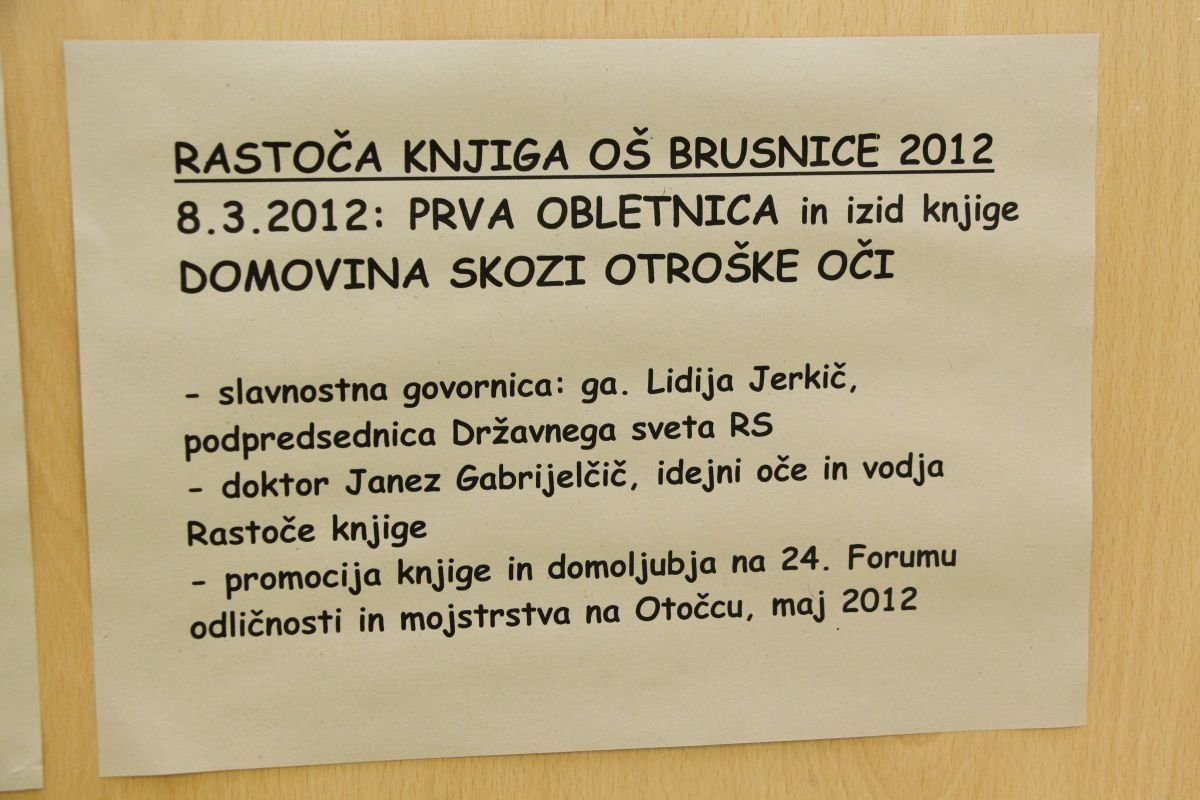 RASTOČA KNJIGA OŠ BRUSNICE 2012
8.3.2012: PRVA OBLETNICA in izid knjige
DOMOVINA SKOZI OTROŠKE OČI
- slavnostna govornica: ga. Lidija Jerkič,
podpredsednica Državnega sveta RS
- doktor Janez Gabrijelčič, idejni oče in vodja
Rastoče knjige
- promocija knjige in domoljubja na 24. Forumu
odličnosti in mojstrstva na Otočcu, maj 2012